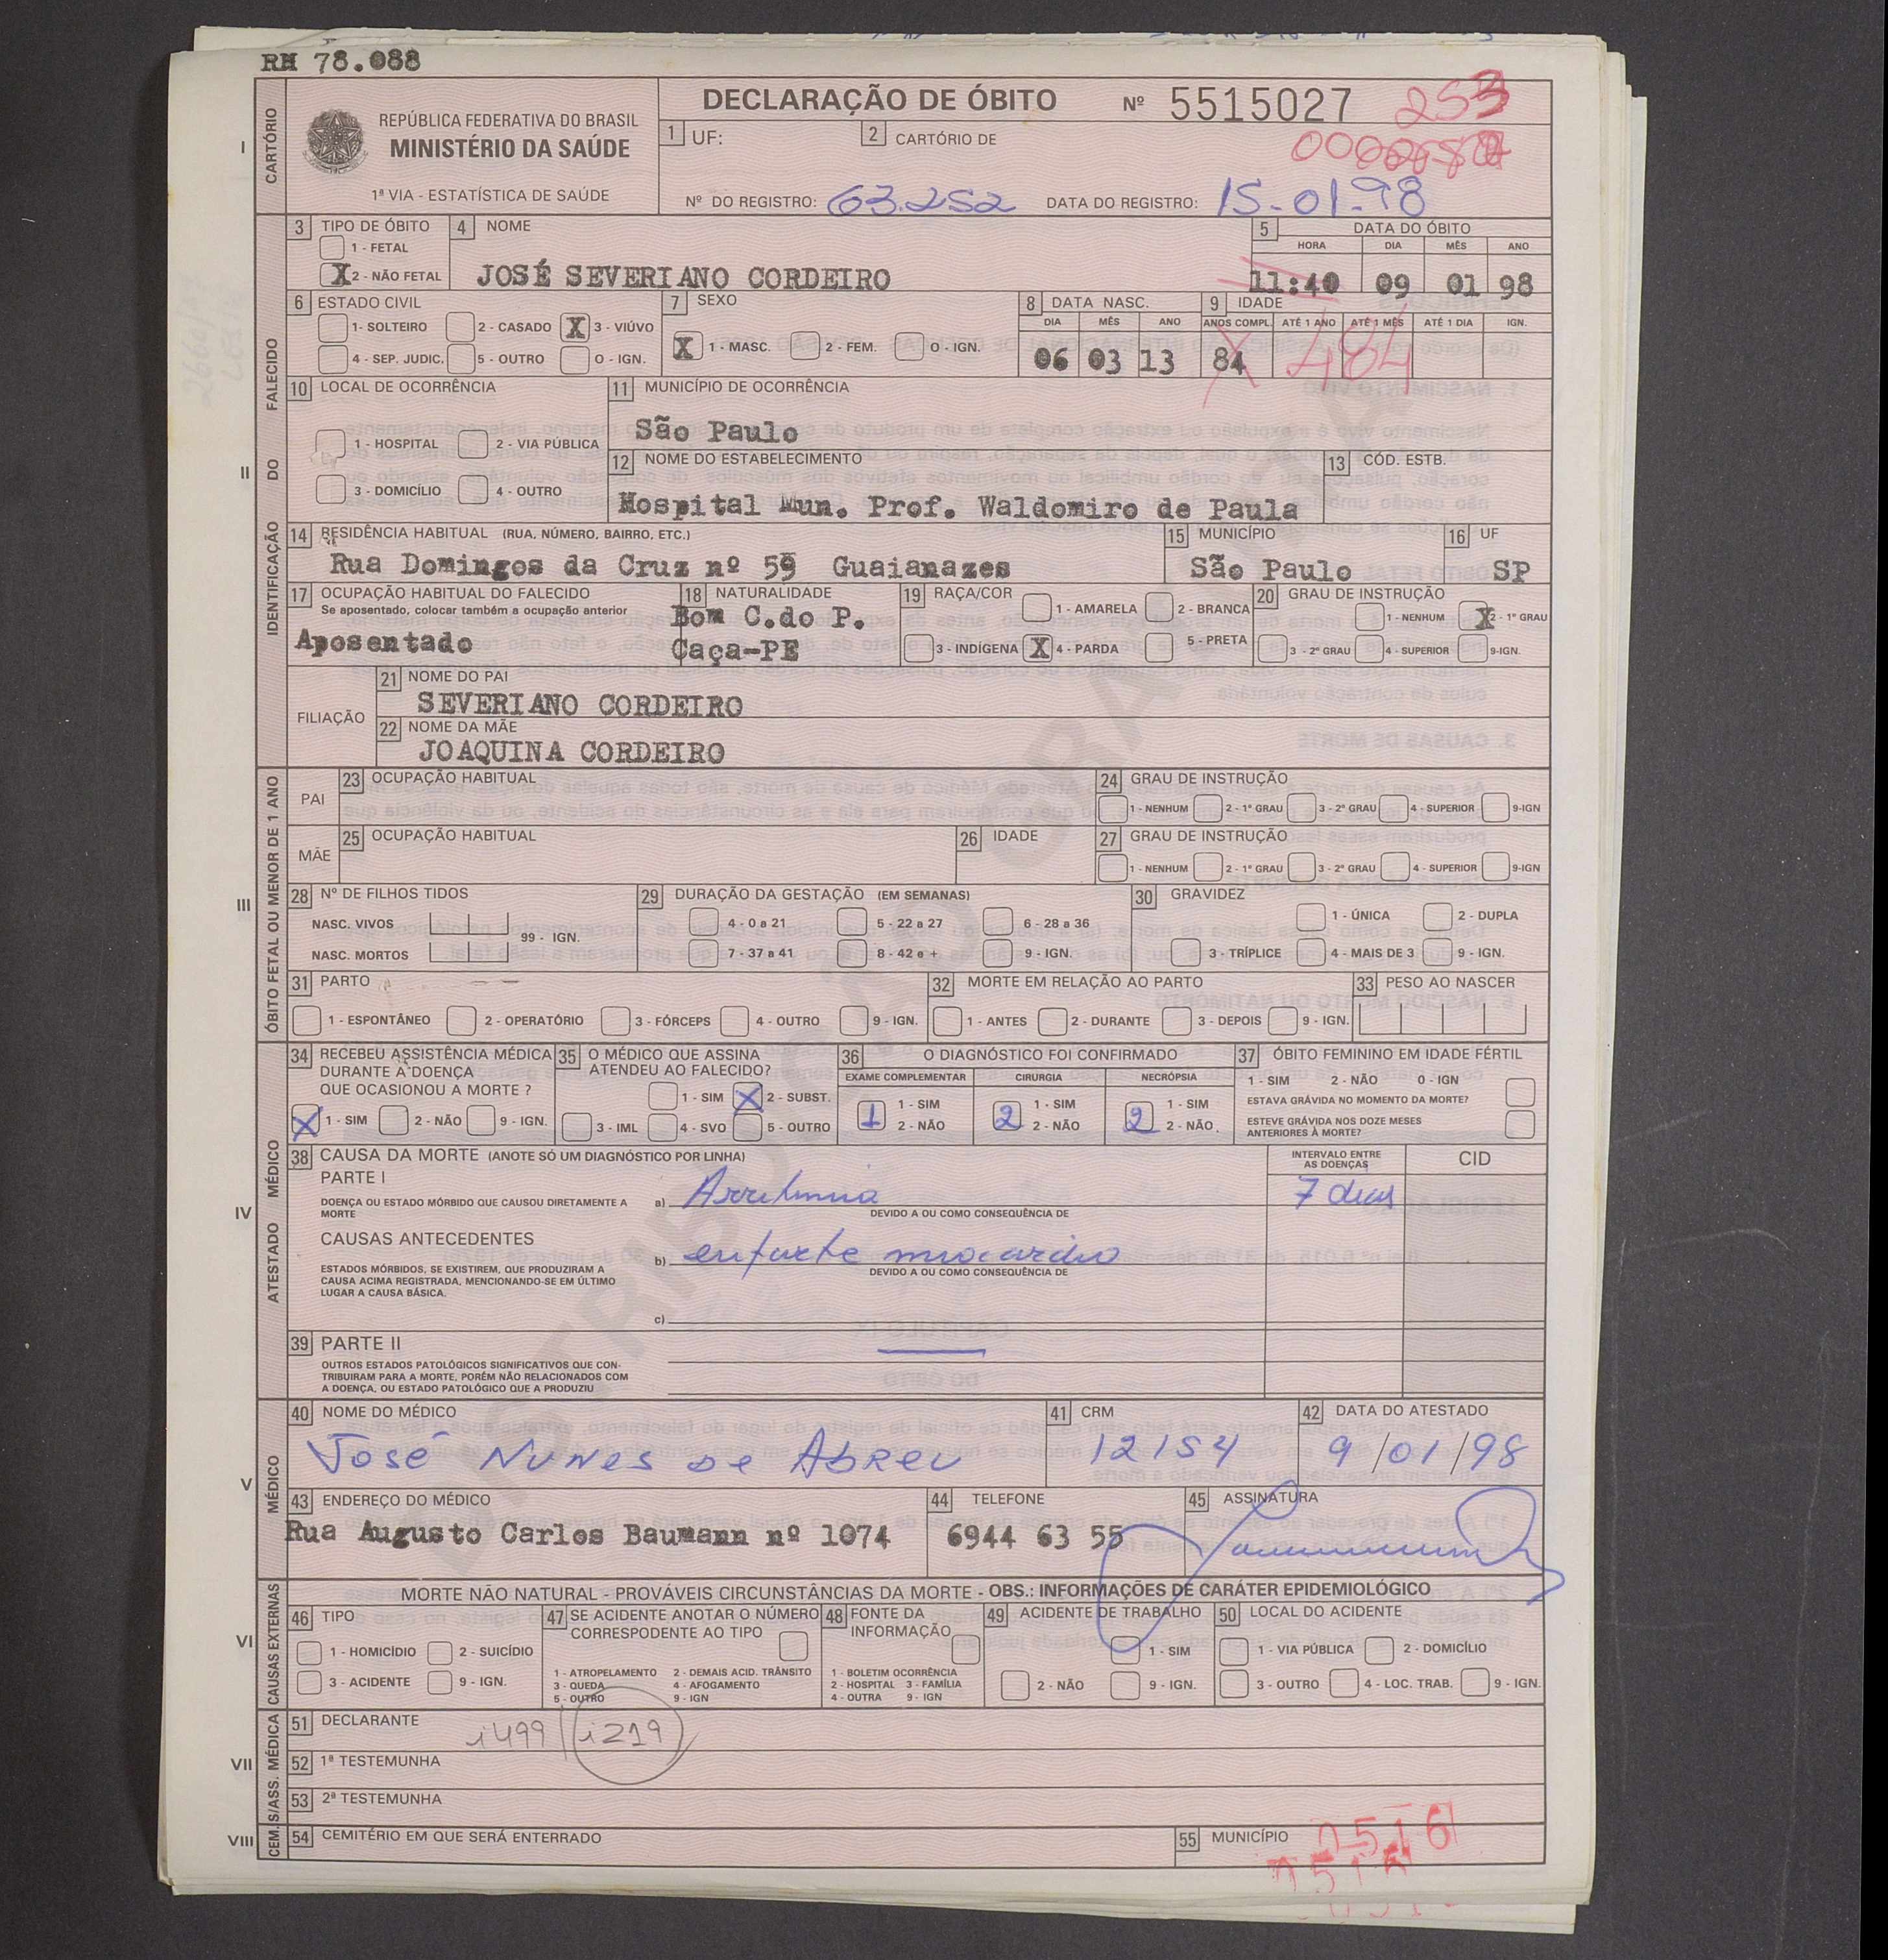 RH 78.088
I
CARTÓRIO
REPÚBLICA FEDERATIVA DO BRASIL
MINISTÉRIO DA SAÚDE
1ª VIA - ESTATÍSTICA DE SAÚDE
DECLARAÇÃO DE ÓBITO Nº 5515027
253
1 UF: 2 CARTÓRIO DE
Nº DO REGISTRO: 63.252 DATA DO REGISTRO: 15-01-98
II
IDENTIFICAÇÃO DO FALECIDO
3 TIPO DE ÓBITO 4 NOME 5 DATA DO ÓBITO
1 - FETAL HORA DIA MÊS ANO
X 2 - NÃO FETAL JOSÉ SEVERIANO CORDEIRO 11:40 09 01 98
6 ESTADO CIVIL 7 SEXO 8 DATA NASC. 9 IDADE
DIA MÊS ANO ANOS COMPL. ATÉ 1 ANO ATÉ 1 MÊS ATÉ 1 DIA IGN.
1- SOLTEIRO 2 - CASADO X 3 - VIÚVO
X 1 - MASC. 2 - FEM. 0 - IGN.
4 - SEP. JUDIC. 5 - OUTRO 0 - IGN. 06 03 13 84 484
10 LOCAL DE OCORRÊNCIA 11 MUNICÍPIO DE OCORRÊNCIA
São Paulo
1 - HOSPITAL 2 - VIA PÚBLICA
12 NOME DO ESTABELECIMENTO 13 CÓD. ESTB.
3 - DOMICÍLIO 4 - OUTRO
Hospital Mun. Prof. Waldomiro de Paula
14 RESIDÊNCIA HABITUAL (RUA, NÚMERO, BAIRRO, ETC.) 15 MUNICÍPIO 16 UF
Rua Domingos da Cruz nº 59 Guaianazes São Paulo SP
17 OCUPAÇÃO HABITUAL DO FALECIDO 18 NATURALIDADE 19 RAÇA/COR 20 GRAU DE INSTRUÇÃO
Se aposentado, colocar também a ocupação anterior Bom C.do P. 1 - AMARELA 2 - BRANCA 1 - NENHUM X 2 - 1º GRAU
Aposentado Caça-PE 3 - INDÍGENA X 4 - PARDA 5 - PRETA 3 - 2º GRAU 4 - SUPERIOR 9-IGN.
FILIAÇÃO
21 NOME DO PAI
SEVERIANO CORDEIRO
22 NOME DA MÃE
JOAQUINA CORDEIRO
III
ÓBITO FETAL OU MENOR DE 1 ANO
PAI 23 OCUPAÇÃO HABITUAL 24 GRAU DE INSTRUÇÃO
1 - NENHUM 2 - 1º GRAU 3 - 2º GRAU 4 - SUPERIOR 9-IGN
MÃE 25 OCUPAÇÃO HABITUAL 26 IDADE 27 GRAU DE INSTRUÇÃO
1 - NENHUM 2 - 1º GRAU 3 - 2º GRAU 4 - SUPERIOR 9-IGN
28 Nº DE FILHOS TIDOS 29 DURAÇÃO DA GESTAÇÃO (EM SEMANAS) 30 GRAVIDEZ
NASC. VIVOS 4 - 0 a 21 5 - 22 a 27 6 - 28 a 36 1 - ÚNICA 2 - DUPLA
99 - IGN.
NASC. MORTOS 7 - 37 a 41 8 - 42 e + 9 - IGN. 3 - TRÍPLICE 4 - MAIS DE 3 9 - IGN.
31 PARTO 32 MORTE EM RELAÇÃO AO PARTO 33 PESO AO NASCER
1 - ESPONTÂNEO 2 - OPERATÓRIO 3 - FÓRCEPS 4 - OUTRO 9 - IGN. 1 - ANTES 2 - DURANTE 3 - DEPOIS 9 - IGN.
IV
ATESTADO MÉDICO
34 RECEBEU ASSISTÊNCIA MÉDICA DURANTE A DOENÇA QUE OCASIONOU A MORTE ?
X 1 - SIM 2 - NÃO 9 - IGN.
35 O MÉDICO QUE ASSINA ATENDEU AO FALECIDO?
1 - SIM X 2 - SUBST.
3 - IML 4 - SVO 5 - OUTRO
36 O DIAGNÓSTICO FOI CONFIRMADO
EXAME COMPLEMENTAR CIRURGIA NECRÓPSIA
1 1 - SIM 2 - NÃO 2 1 - SIM 2 - NÃO 2 1 - SIM 2 - NÃO
37 ÓBITO FEMININO EM IDADE FÉRTIL
1 - SIM 2 - NÃO 0 - IGN
ESTAVA GRÁVIDA NO MOMENTO DA MORTE?
ESTEVE GRÁVIDA NOS DOZE MESES
ANTERIORES À MORTE?
38 CAUSA DA MORTE (ANOTE SÓ UM DIAGNÓSTICO POR LINHA) INTERVALO ENTRE AS DOENÇAS CID
PARTE I
DOENÇA OU ESTADO MÓRBIDO QUE CAUSOU DIRETAMENTE A MORTE
a) Arritmia 7 dias
DEVIDO A OU COMO CONSEQUÊNCIA DE
CAUSAS ANTECEDENTES
ESTADOS MÓRBIDOS, SE EXISTIREM, QUE PRODUZIRAM A
CAUSA ACIMA REGISTRADA, MENCIONANDO-SE EM ÚLTIMO
LUGAR A CAUSA BÁSICA.
b) enfarte miocardio
DEVIDO A OU COMO CONSEQUÊNCIA DE
c)
39 PARTE II
OUTROS ESTADOS PATOLÓGICOS SIGNIFICATIVOS QUE CON-
TRIBUIRAM PARA A MORTE, PORÉM NÃO RELACIONADOS COM
A DOENÇA, OU ESTADO PATOLÓGICO QUE A PRODUZIU
V
MÉDICO
40 NOME DO MÉDICO 41 CRM 42 DATA DO ATESTADO
José Nunes de Abreu 12154 9/01/98
43 ENDEREÇO DO MÉDICO 44 TELEFONE 45 ASSINATURA
Rua Augusto Carlos Baumann nº 1074 6944 63 55
VI
CAUSAS EXTERNAS
MORTE NÃO NATURAL - PROVÁVEIS CIRCUNSTÂNCIAS DA MORTE - OBS.: INFORMAÇÕES DE CARÁTER EPIDEMIOLÓGICO
46 TIPO
1 - HOMICÍDIO 2 - SUICÍDIO
3 - ACIDENTE 9 - IGN.
47 SE ACIDENTE ANOTAR O NÚMERO
CORRESPODENTE AO TIPO
1 - ATROPELAMENTO 2 - DEMAIS ACID. TRÂNSITO
3 - QUEDA 4 - AFOGAMENTO
5 - OUTRO 9 - IGN
48 FONTE DA INFORMAÇÃO
1 - BOLETIM OCORRÊNCIA
2 - HOSPITAL 3 - FAMÍLIA
4 - OUTRA 9 - IGN
49 ACIDENTE DE TRABALHO
1 - SIM
2 - NÃO 9 - IGN.
50 LOCAL DO ACIDENTE
1 - VIA PÚBLICA 2 - DOMICÍLIO
3 - OUTRO 4 - LOC. TRAB. 9 - IGN.
VII
S/ASS. MÉDICA
51 DECLARANTE
i499 i219
52 1ª TESTEMUNHA
53 2ª TESTEMUNHA
VIII
CEM.
54 CEMITÉRIO EM QUE SERÁ ENTERRADO 55 MUNICÍPIO
0516